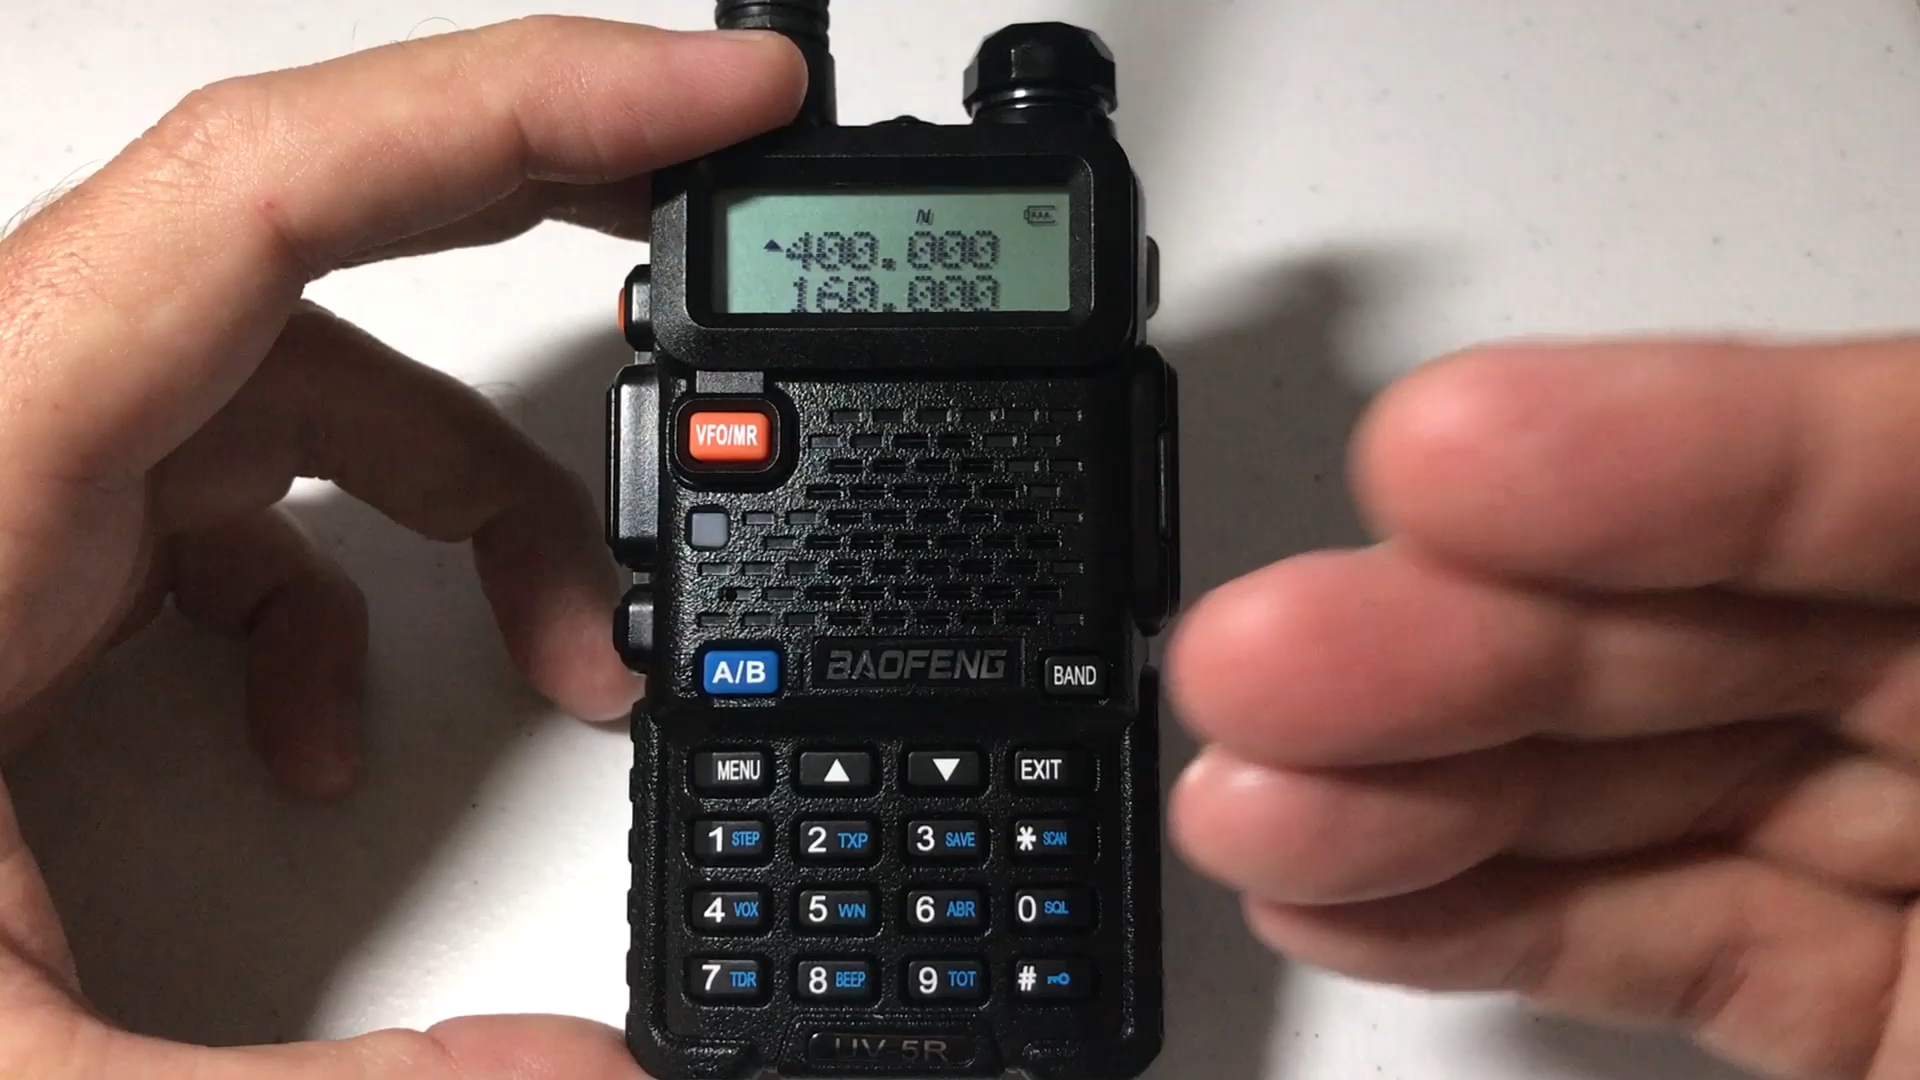 N
▲400.000
160.000
VFO/MR
A/B BAOFENG BAND
MENU ▲ ▼ EXIT
1 STEP 2 TXP 3 SAVE * SCAN
4 VOX 5 WN 6 ABR 0 SQL
7 TDR 8 BEEP 9 TOT #
UV-5R